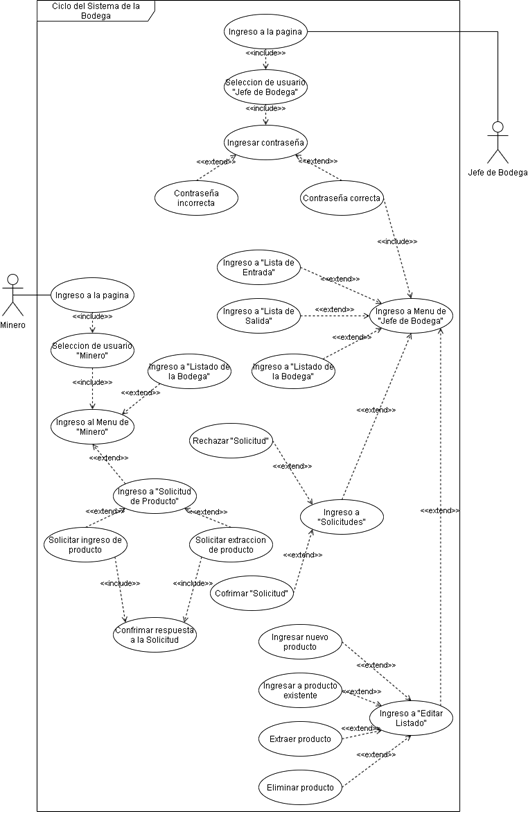 Ciclo del Sistema de la
Bodega
Ingreso a la pagina
<<include>>
Seleccion de usuario
"Jefe de Bodega"
<<include>>
Ingresar contraseña
<<extend>>
<<extend>>
Contraseña
incorrecta
Contraseña correcta
Jefe de Bodega
<<include>>
Ingreso a "Lista de
Entrada"
<<extend>>
Ingreso a "Lista de
Salida"
<<extend>>
Ingreso a Menu de
"Jefe de Bodega"
<<extend>>
Ingreso a "Listado de
la Bodega"
Minero
Ingreso a la pagina
<<include>>
Seleccion de usuario
"Minero"
<<include>>
Ingreso a "Listado de
la Bodega"
<<extend>>
Ingreso al Menu de
"Minero"
<<extend>>
<<extend>>
Rechazar "Solicitud"
<<extend>>
Ingreso a "Solicitud
de Producto"
<<extend>>
<<extend>>
Ingreso a
"Solicitudes"
<<extend>>
Solicitar ingreso de
producto
Solicitar extraccion
de producto
<<include>>
<<include>>
Cofrimar "Solicitud"
<<extend>>
Confrimar respuesta
a la Solicitud
Ingresar nuevo
producto
<<extend>>
Ingresar a producto
existente
<<extend>>
Ingreso a "Editar
Listado"
Extraer producto
<<extend>>
<<extend>>
Eliminar producto